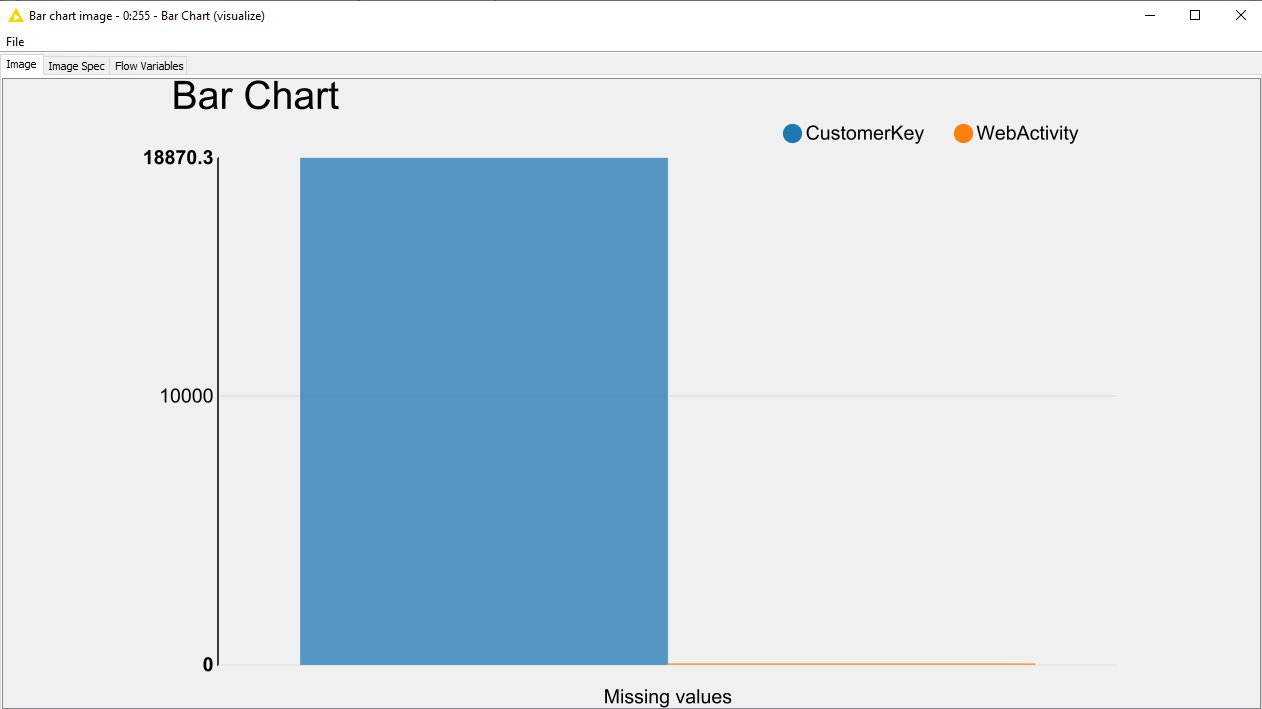 Bar chart image - 0:255 - Bar Chart (visualize)
File
Image Image Spec Flow Variables
Bar Chart
CustomerKey WebActivity
18870.3
10000
0
Missing values